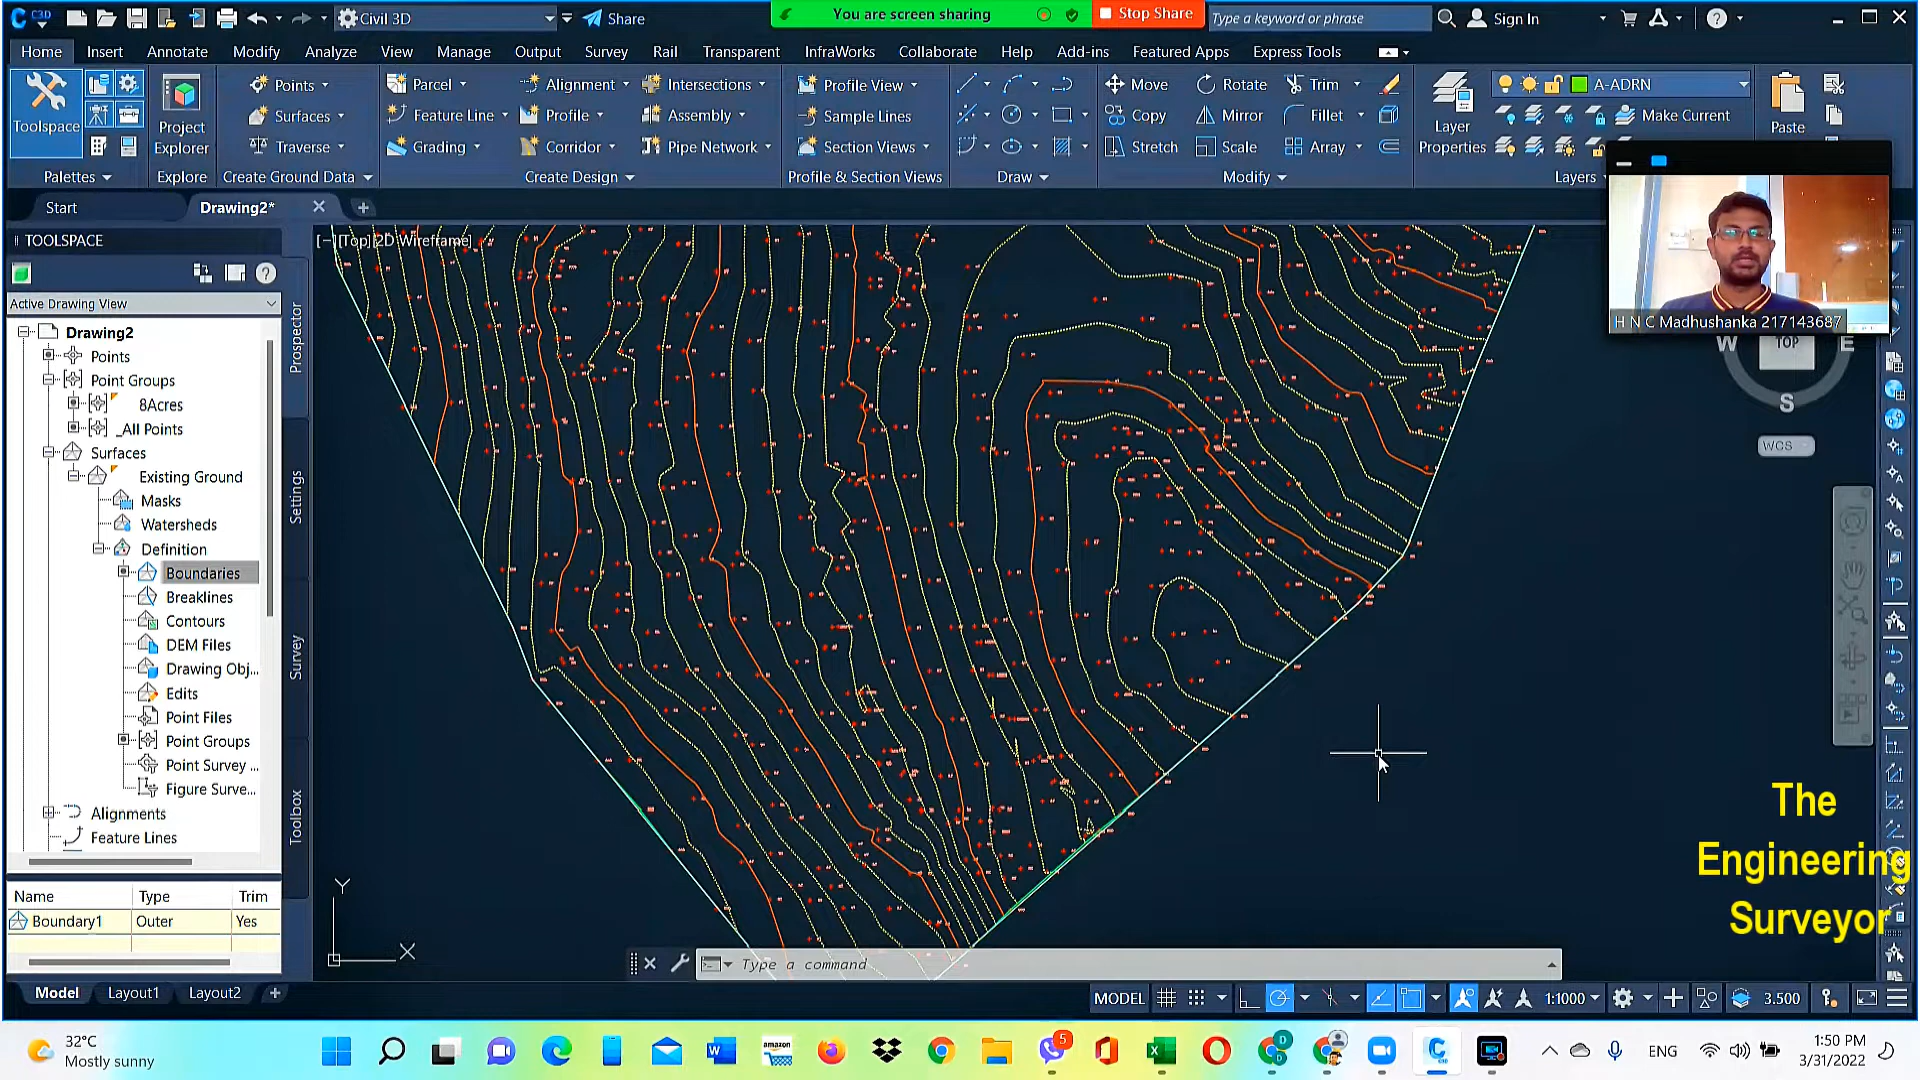 C3D
Civil 3D
Share
You are screen sharing
Stop Share
Type a keyword or phrase
Sign In
Home Insert Annotate Modify Analyze View Manage Output Survey Rail Transparent InfraWorks Collaborate Help Add-ins Featured Apps Express Tools
Toolspace
Project Explorer
Points
Surfaces
Traverse
Parcel
Feature Line
Grading
Alignment
Profile
Corridor
Intersections
Assembly
Pipe Network
Profile View
Sample Lines
Section Views
Move
Copy
Stretch
Rotate
Mirror
Scale
Trim
Fillet
Array
Layer Properties
A-ADRN
Make Current
Paste
Palettes
Explore
Create Ground Data
Create Design
Profile & Section Views
Draw
Modify
Layers
Start
Drawing2*
H N C Madhushanka 217143687
TOOLSPACE
[−][Top][2D Wireframe]
Active Drawing View
Drawing2
Points
Point Groups
8Acres
_All Points
Surfaces
Existing Ground
Masks
Watersheds
Definition
Boundaries
Breaklines
Contours
DEM Files
Drawing Obj...
Edits
Point Files
Point Groups
Point Survey ...
Figure Surve...
Alignments
Feature Lines
Prospector
Settings
Survey
Toolbox
W TOP E
S
WCS
Name Type Trim
Boundary1 Outer Yes
Y
X
The
Engineering
Surveyor
Type a command
Model Layout1 Layout2
MODEL
1:1000
3.500
32°C
Mostly sunny
amazon
5
ENG
1:50 PM
3/31/2022